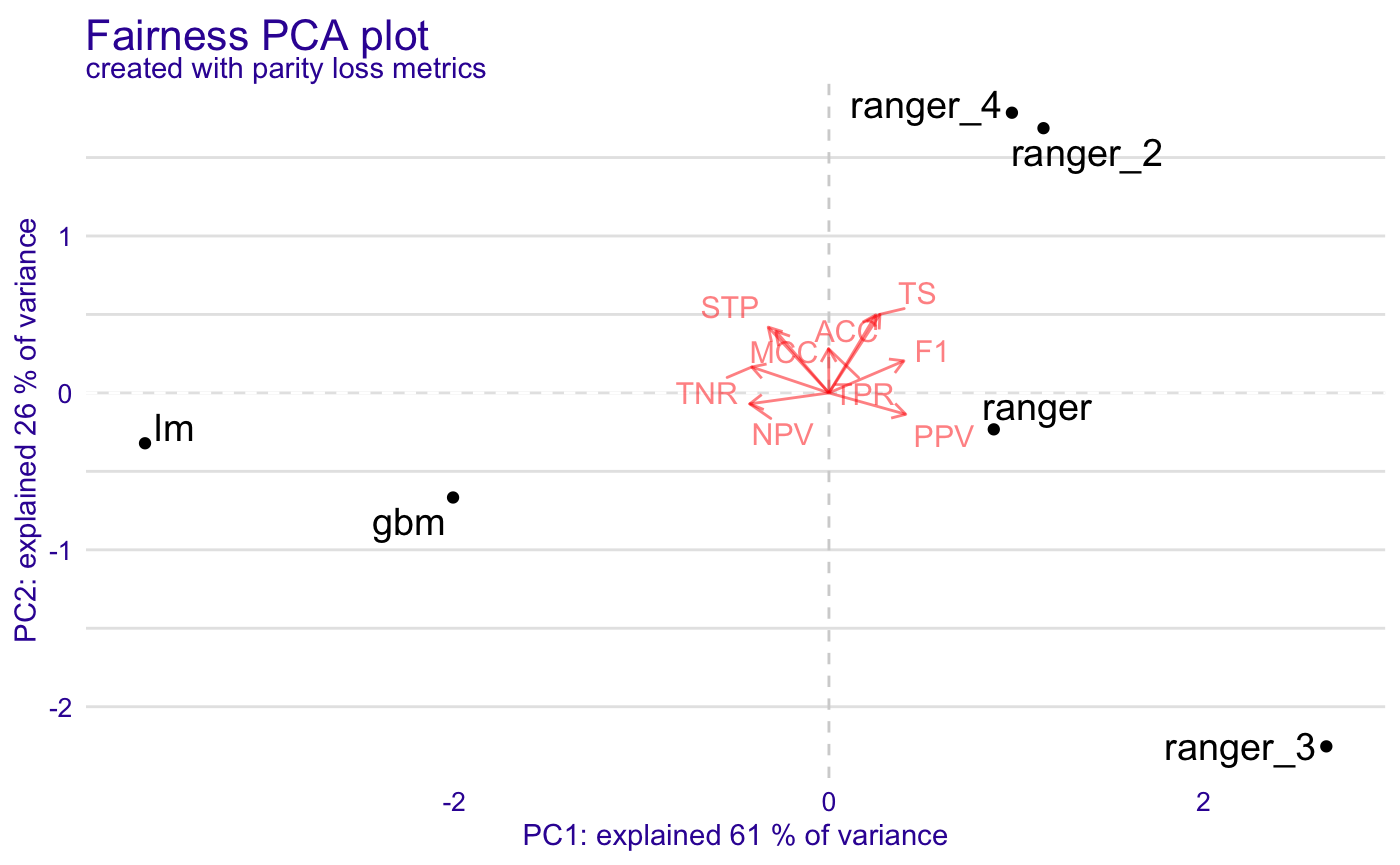 Fairness PCA plot
created with parity loss metrics
ranger_4
ranger_2
1
TS
STP
ACC
MCC
F1
0
TNR
TPR
ranger
lm
NPV
PPV
gbm
-1
-2
ranger_3
-2
0
2
PC1: explained 61 % of variance
PC2: explained 26 % of variance